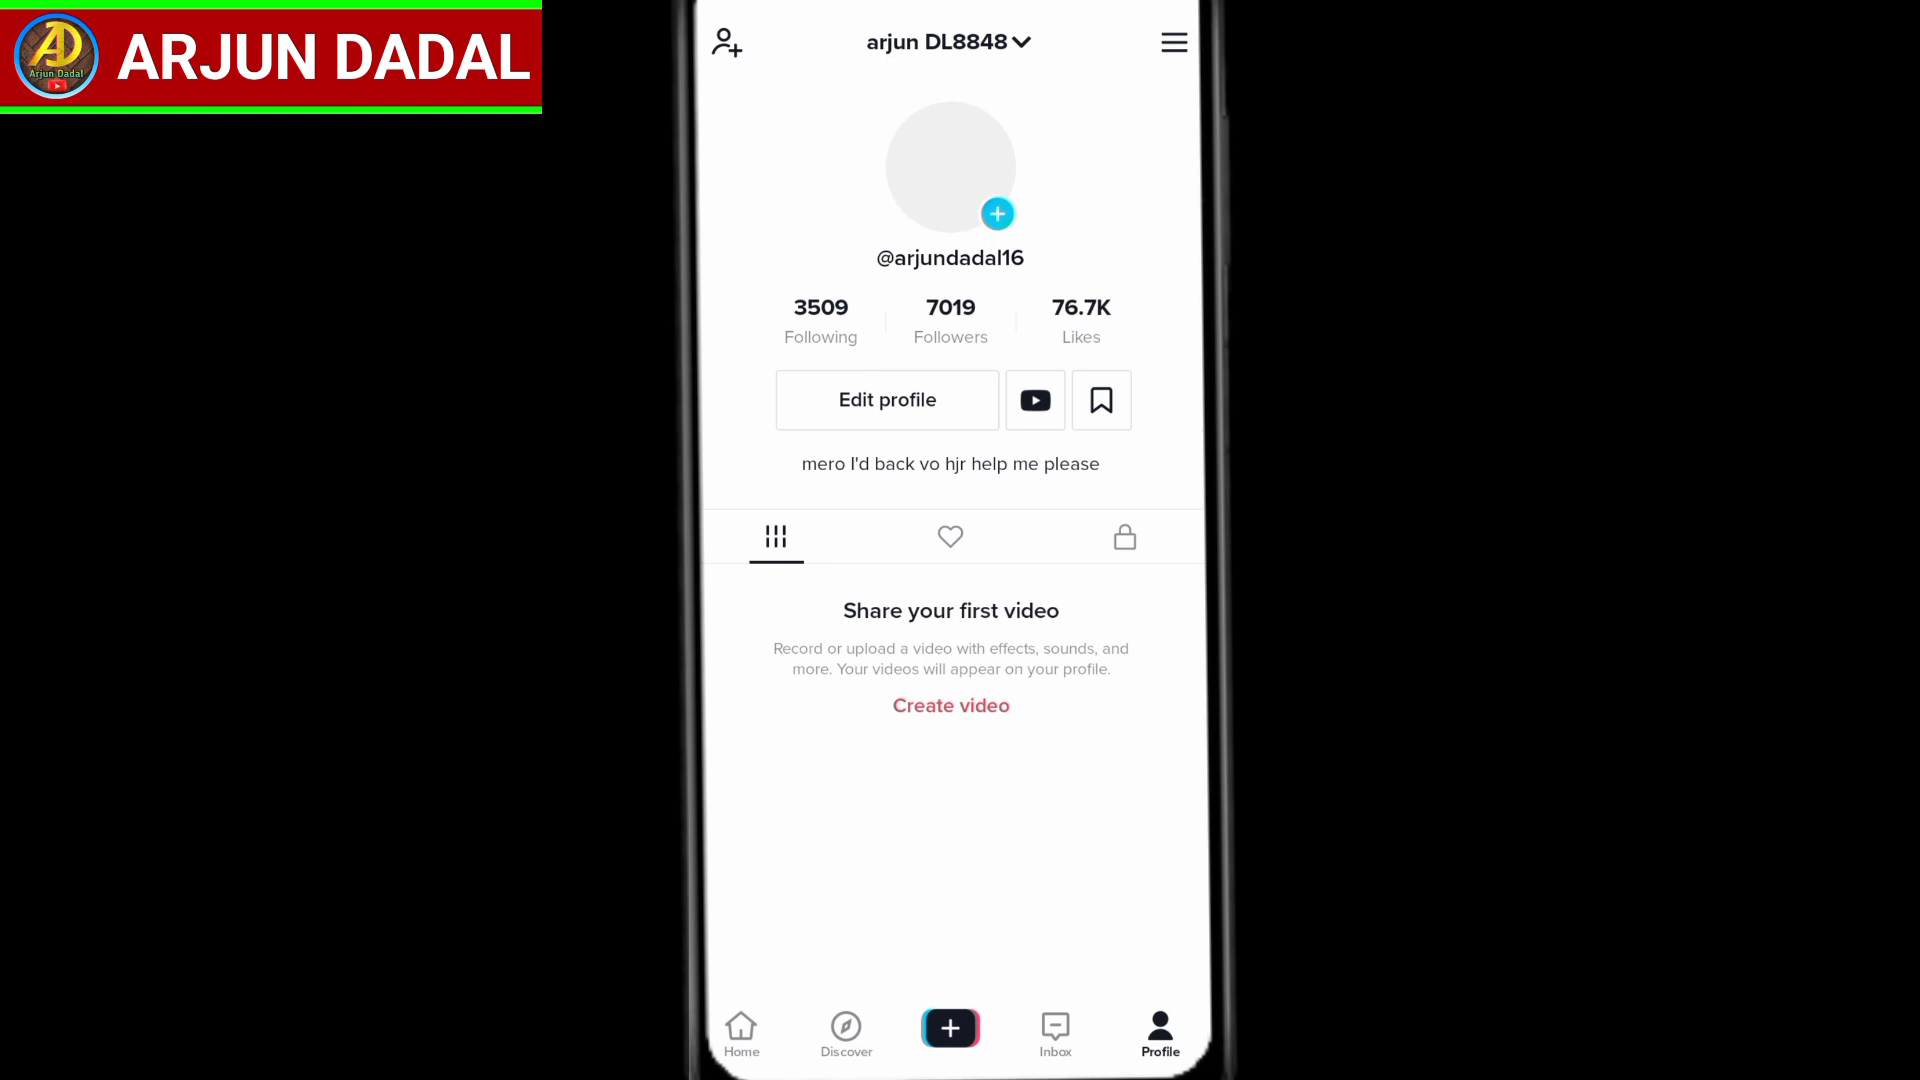 Arjun Dadal
ARJUN DADAL
arjun DL8848
@arjundadal16
3509 7019 76.7K
Following Followers Likes
Edit profile
mero I'd back vo hjr help me please
Share your first video
Record or upload a video with effects, sounds, and
more. Your videos will appear on your profile.
Create video
Home Discover Inbox Profile